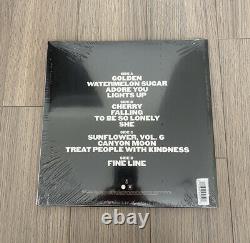 SIDE A
GOLDEN
WATERMELON SUGAR
ADORE YOU
LIGHTS UP
SIDE B
CHERRY
FALLING
TO BE SO LONELY
SHE
SIDE C
SUNFLOWER, VOL. 6
CANYON MOON
TREAT PEOPLE WITH KINDNESS
SIDE D
FINE LINE